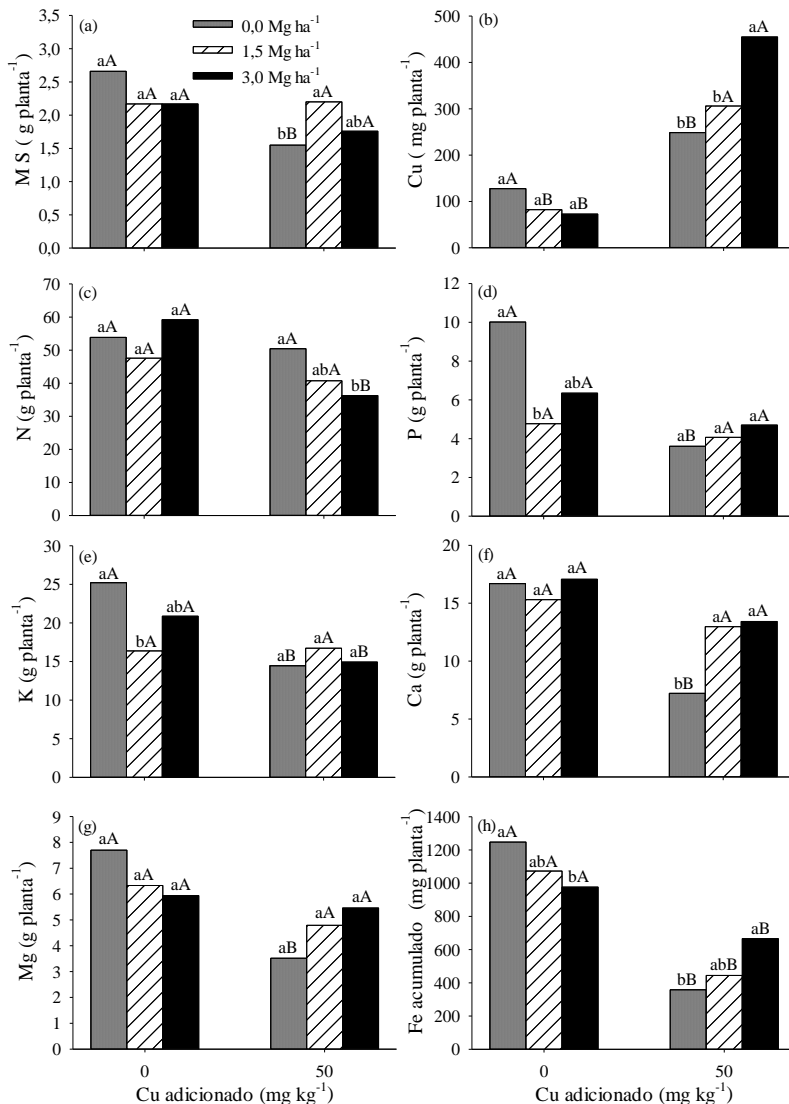 (a)
3,5
3,0
2,5
2,0
1,5
1,0
0,5
0,0
M S ( g planta⁻¹)
0,0 Mg ha⁻¹
1,5 Mg ha⁻¹
3,0 Mg ha⁻¹
aA
aA
aA
bB
aA
abA
(b)
500
400
300
200
100
0
Cu ( mg planta⁻¹)
aA
aB
aB
bB
bA
aA
(c)
70
60
50
40
30
20
10
0
N (g planta⁻¹)
aA
aA
aA
aA
abA
bB
(d)
12
10
8
6
4
2
0
P (g planta⁻¹)
aA
bA
abA
aB
aA
aA
(e)
30
25
20
15
10
5
0
K (g planta⁻¹)
aA
bA
abA
aB
aA
aB
(f)
20
15
10
5
0
Ca (g planta⁻¹)
aA
aA
aA
bB
aA
aA
(g)
9
8
7
6
5
4
3
2
1
0
Mg (g planta⁻¹)
aA
aA
aA
aB
aA
aA
0
50
Cu adicionado (mg kg⁻¹)
(h)
1400
1200
1000
800
600
400
200
0
Fe acumulado (mg planta⁻¹)
aA
abA
bA
bB
abB
aB
0
50
Cu adicionado (mg kg⁻¹)